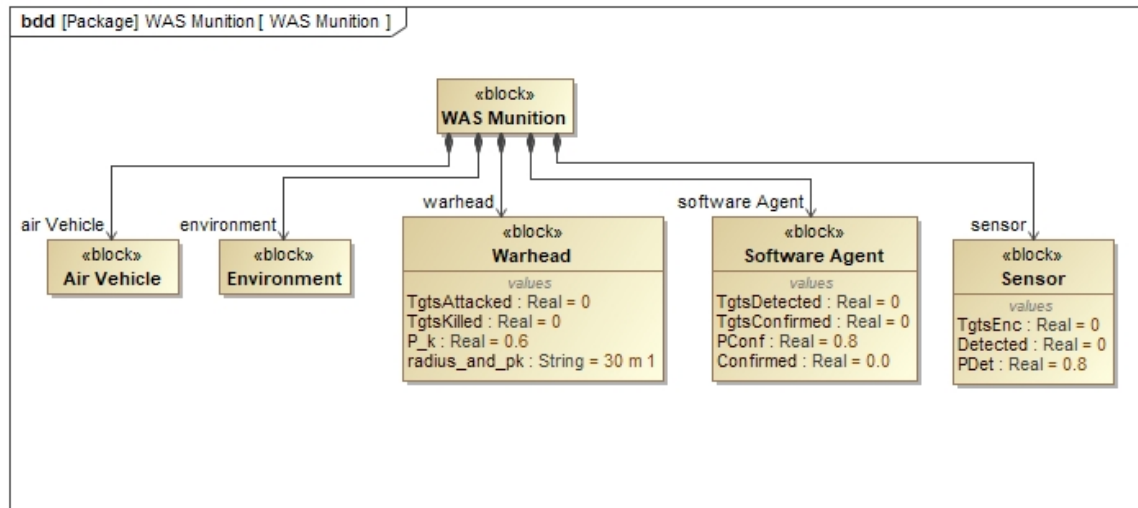 bdd [Package] WAS Munition [ WAS Munition ]
«block»
WAS Munition
air Vehicle
«block»
Air Vehicle
environment
«block»
Environment
warhead
«block»
Warhead
values
TgtsAttacked : Real = 0
TgtsKilled : Real = 0
P_k : Real = 0.6
radius_and_pk : String = 30 m 1
software Agent
«block»
Software Agent
values
TgtsDetected : Real = 0
TgtsConfirmed : Real = 0
PConf : Real = 0.8
Confirmed : Real = 0.0
sensor
«block»
Sensor
values
TgtsEnc : Real = 0
Detected : Real = 0
PDet : Real = 0.8